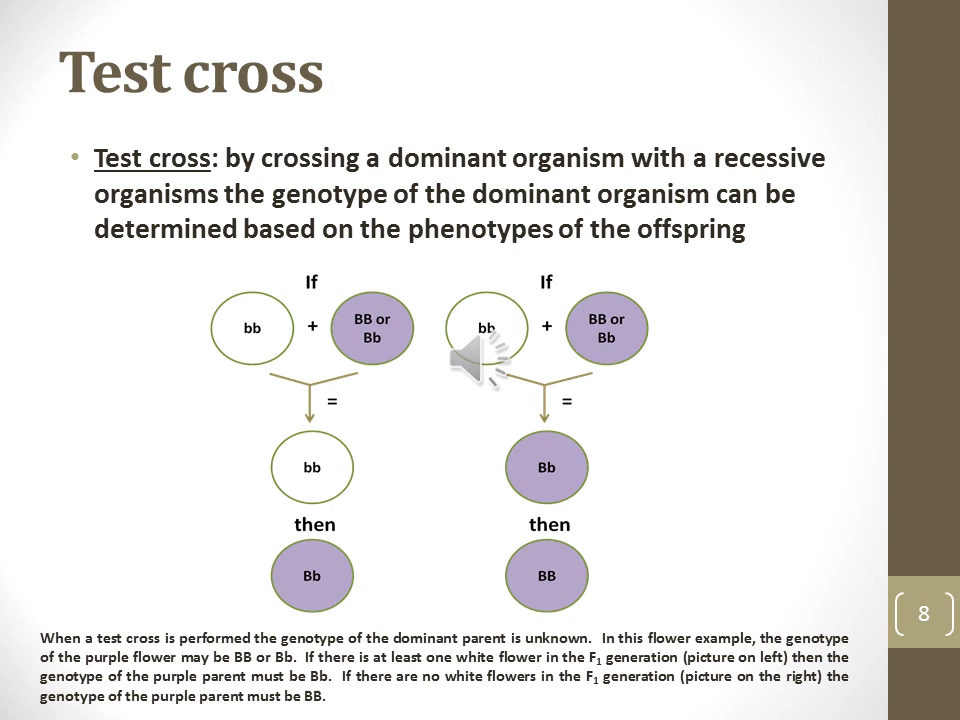 Test cross
• Test cross: by crossing a dominant organism with a recessive
organisms the genotype of the dominant organism can be
determined based on the phenotypes of the offspring
If If
bb + BB or Bb bb + BB or Bb
= =
bb Bb
then then
Bb BB
8
When a test cross is performed the genotype of the dominant parent is unknown. In this flower example, the genotype
of the purple flower may be BB or Bb. If there is at least one white flower in the F1 generation (picture on left) then the
genotype of the purple parent must be Bb. If there are no white flowers in the F1 generation (picture on the right) the
genotype of the purple parent must be BB.